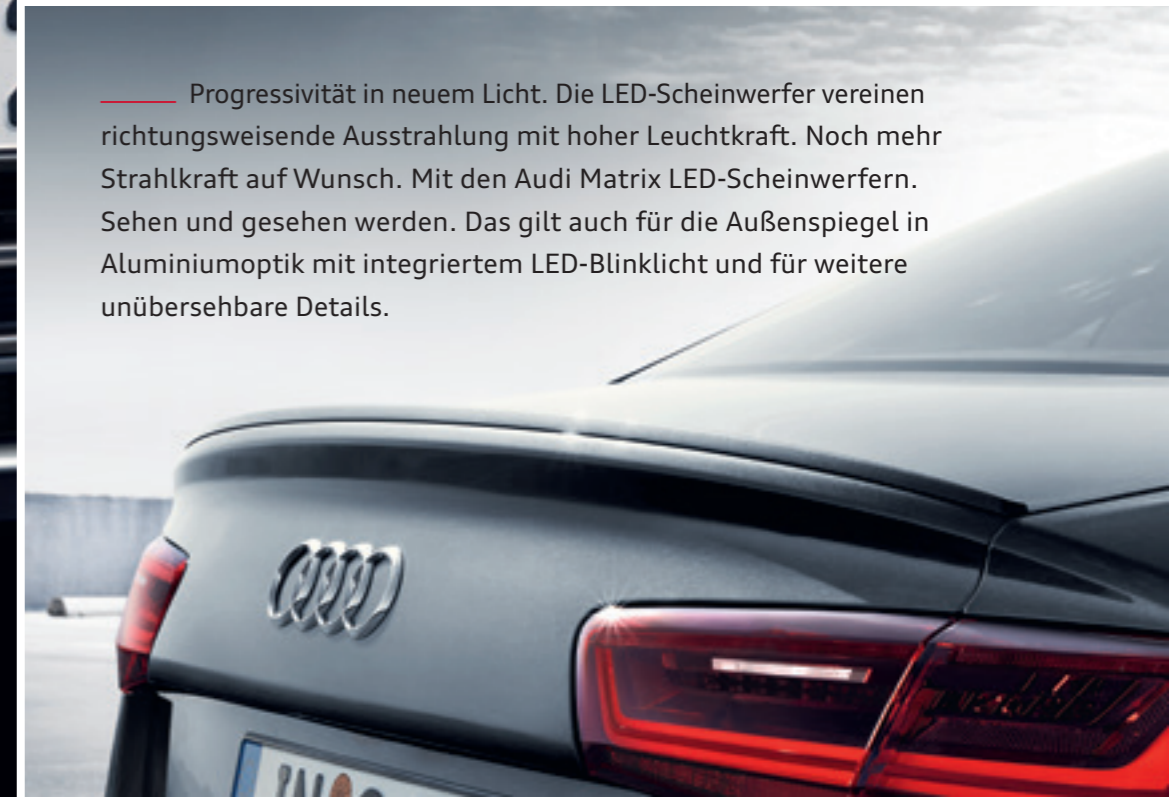 Progressivität in neuem Licht. Die LED-Scheinwerfer vereinen
richtungsweisende Ausstrahlung mit hoher Leuchtkraft. Noch mehr
Strahlkraft auf Wunsch. Mit den Audi Matrix LED-Scheinwerfern.
Sehen und gesehen werden. Das gilt auch für die Außenspiegel in
Aluminiumoptik mit integriertem LED-Blinklicht und für weitere
unübersehbare Details.